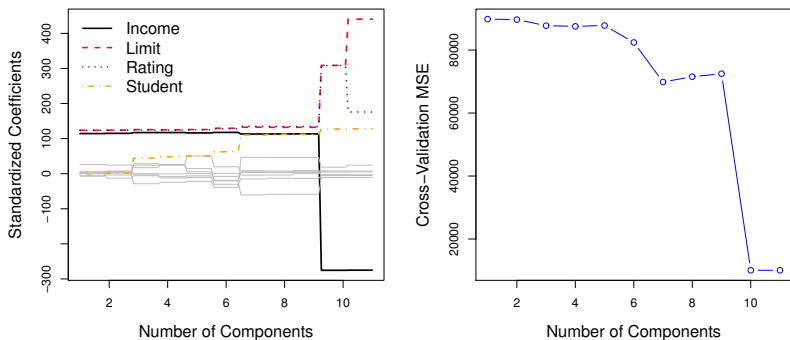 Income
Limit
Rating
Student
Standardized Coefficients
−300
−100
0
100
200
300
400
2 4 6 8 10
Number of Components
Cross−Validation MSE
20000
40000
60000
80000
2 4 6 8 10
Number of Components